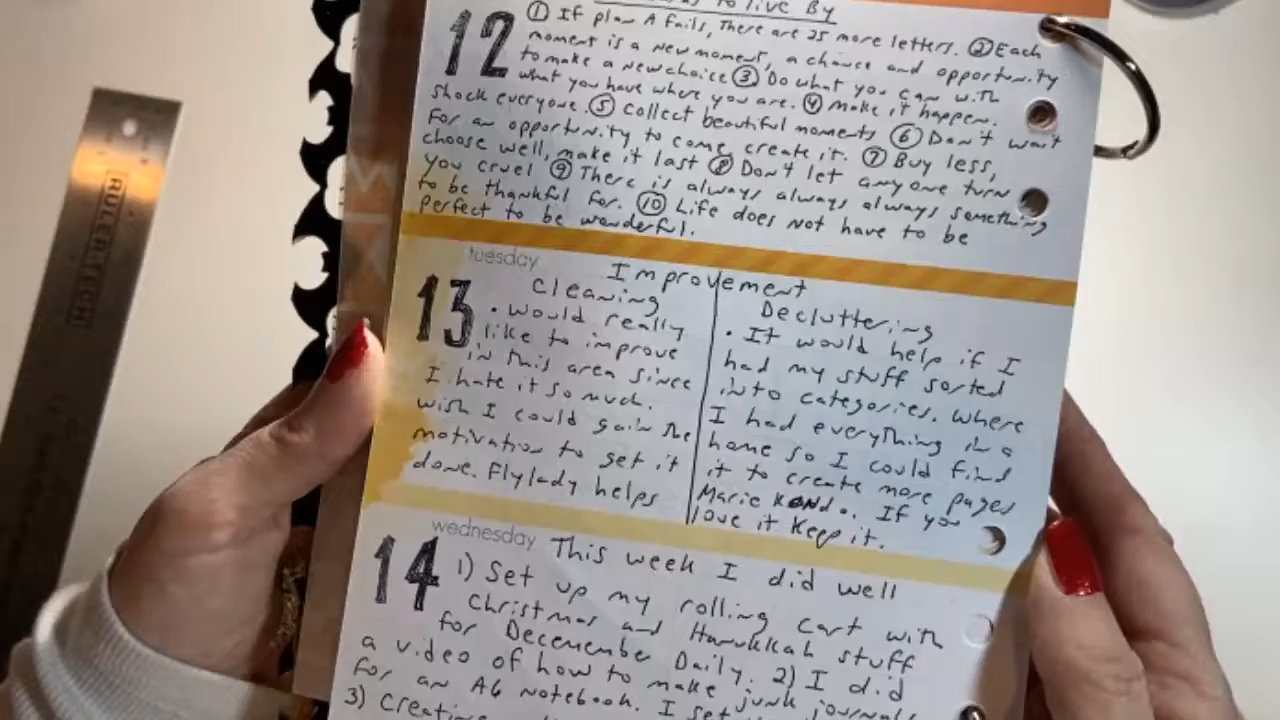 to live By
12 ① If plan A fails, There are 25 more letters. ② Each
moment is a new moment, a chance and opportunity
to make a new choice ③ Do what you can with
what you have where you are. ④ make it happen.
shock everyone. ⑤ Collect beautiful moments ⑥ Don't wait
for an opportunity to come, create it. ⑦ Buy less,
choose well, make it last ⑧ Don't let anyone turn
you cruel ⑨ There is always always always something
to be thankful for. ⑩ Life does not have to be
perfect to be wonderful.
tuesday
13
Improvement
Cleaning
• would really
like to improve
in this area since
I hate it so much.
wish I could gain the
motivation to get it
done. Flylady helps
Decluttering
• It would help if I
had my stuff sorted
into categories. Where
I had everything in a
home so I could find
it to create more pages
Marie Kondo. If you
love it Keep it.
wednesday
14
This week I did well
1) Set up my rolling cart with
Christmas and Hanukkah stuff
for Decemember Daily. 2) I did
a video of how to make junk journals
for an A6 notebook. I set
3)
RULERTECH